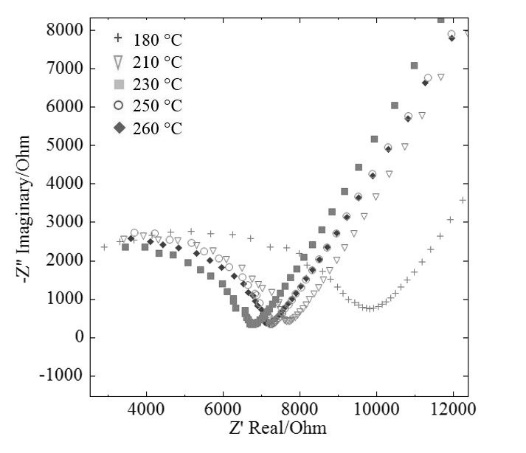 8000
7000
6000
5000
4000
3000
2000
1000
0
-1000
-Z" Imaginary/Ohm
180 °C
210 °C
230 °C
250 °C
260 °C
4000 6000 8000 10000 12000
Z' Real/Ohm